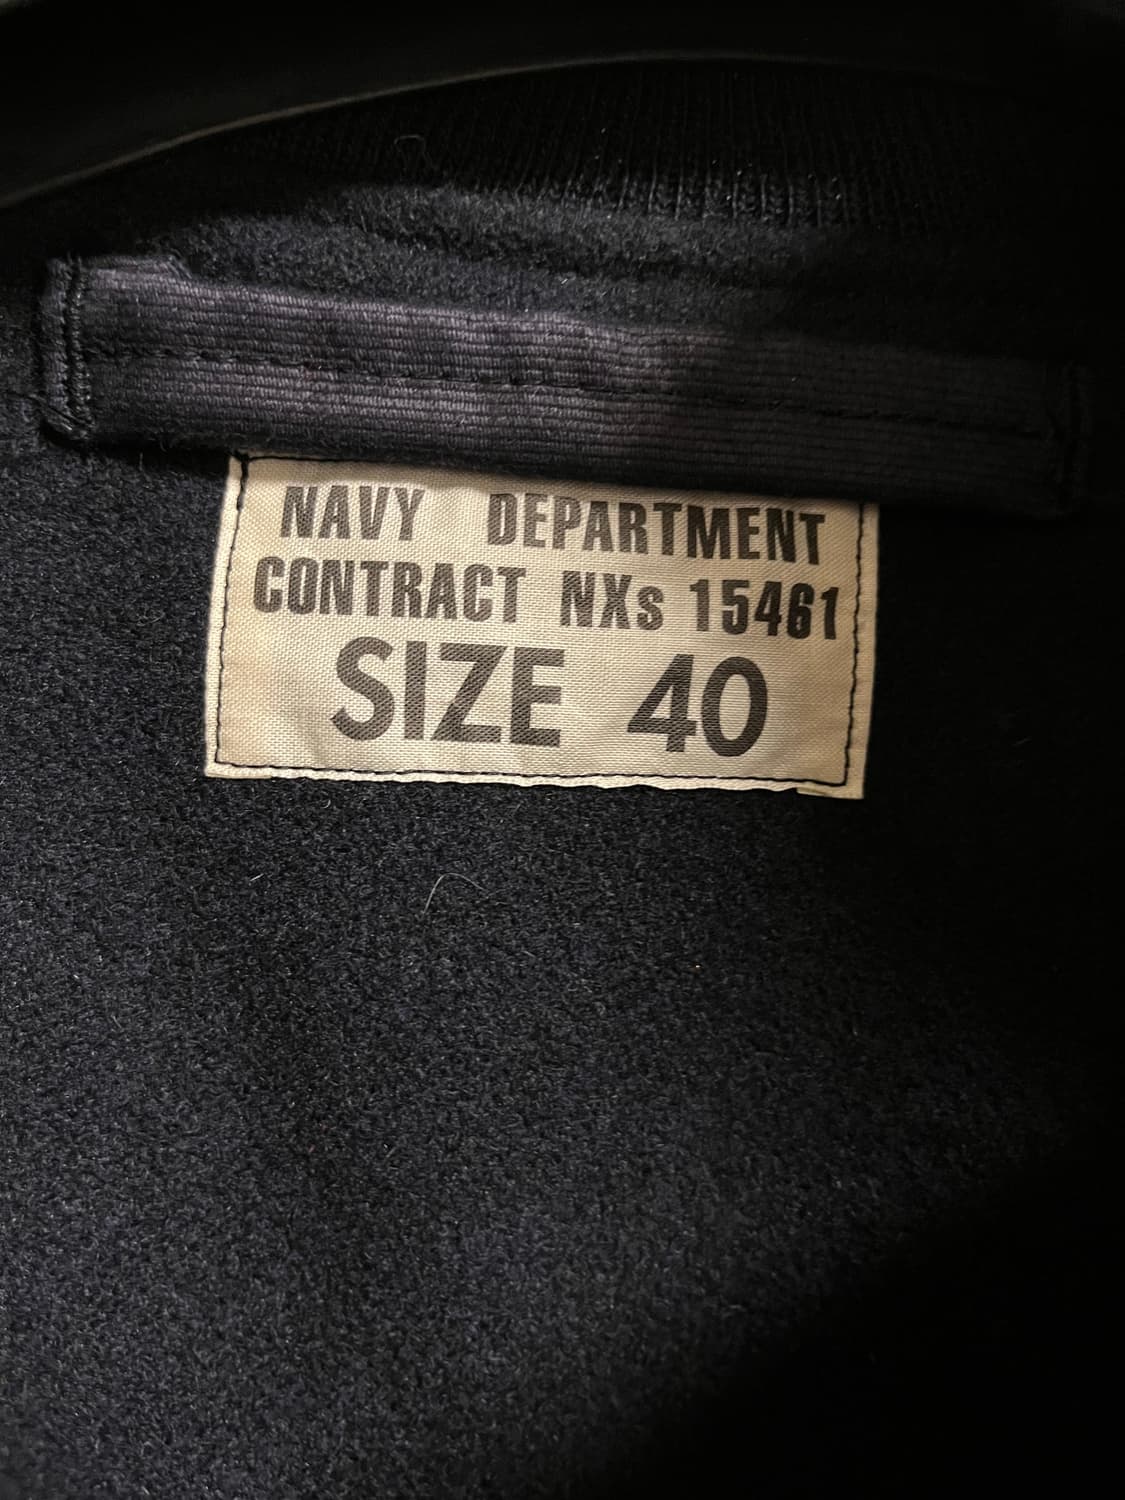 NAVY DEPARTMENT
CONTRACT NXs 15461
SIZE 40